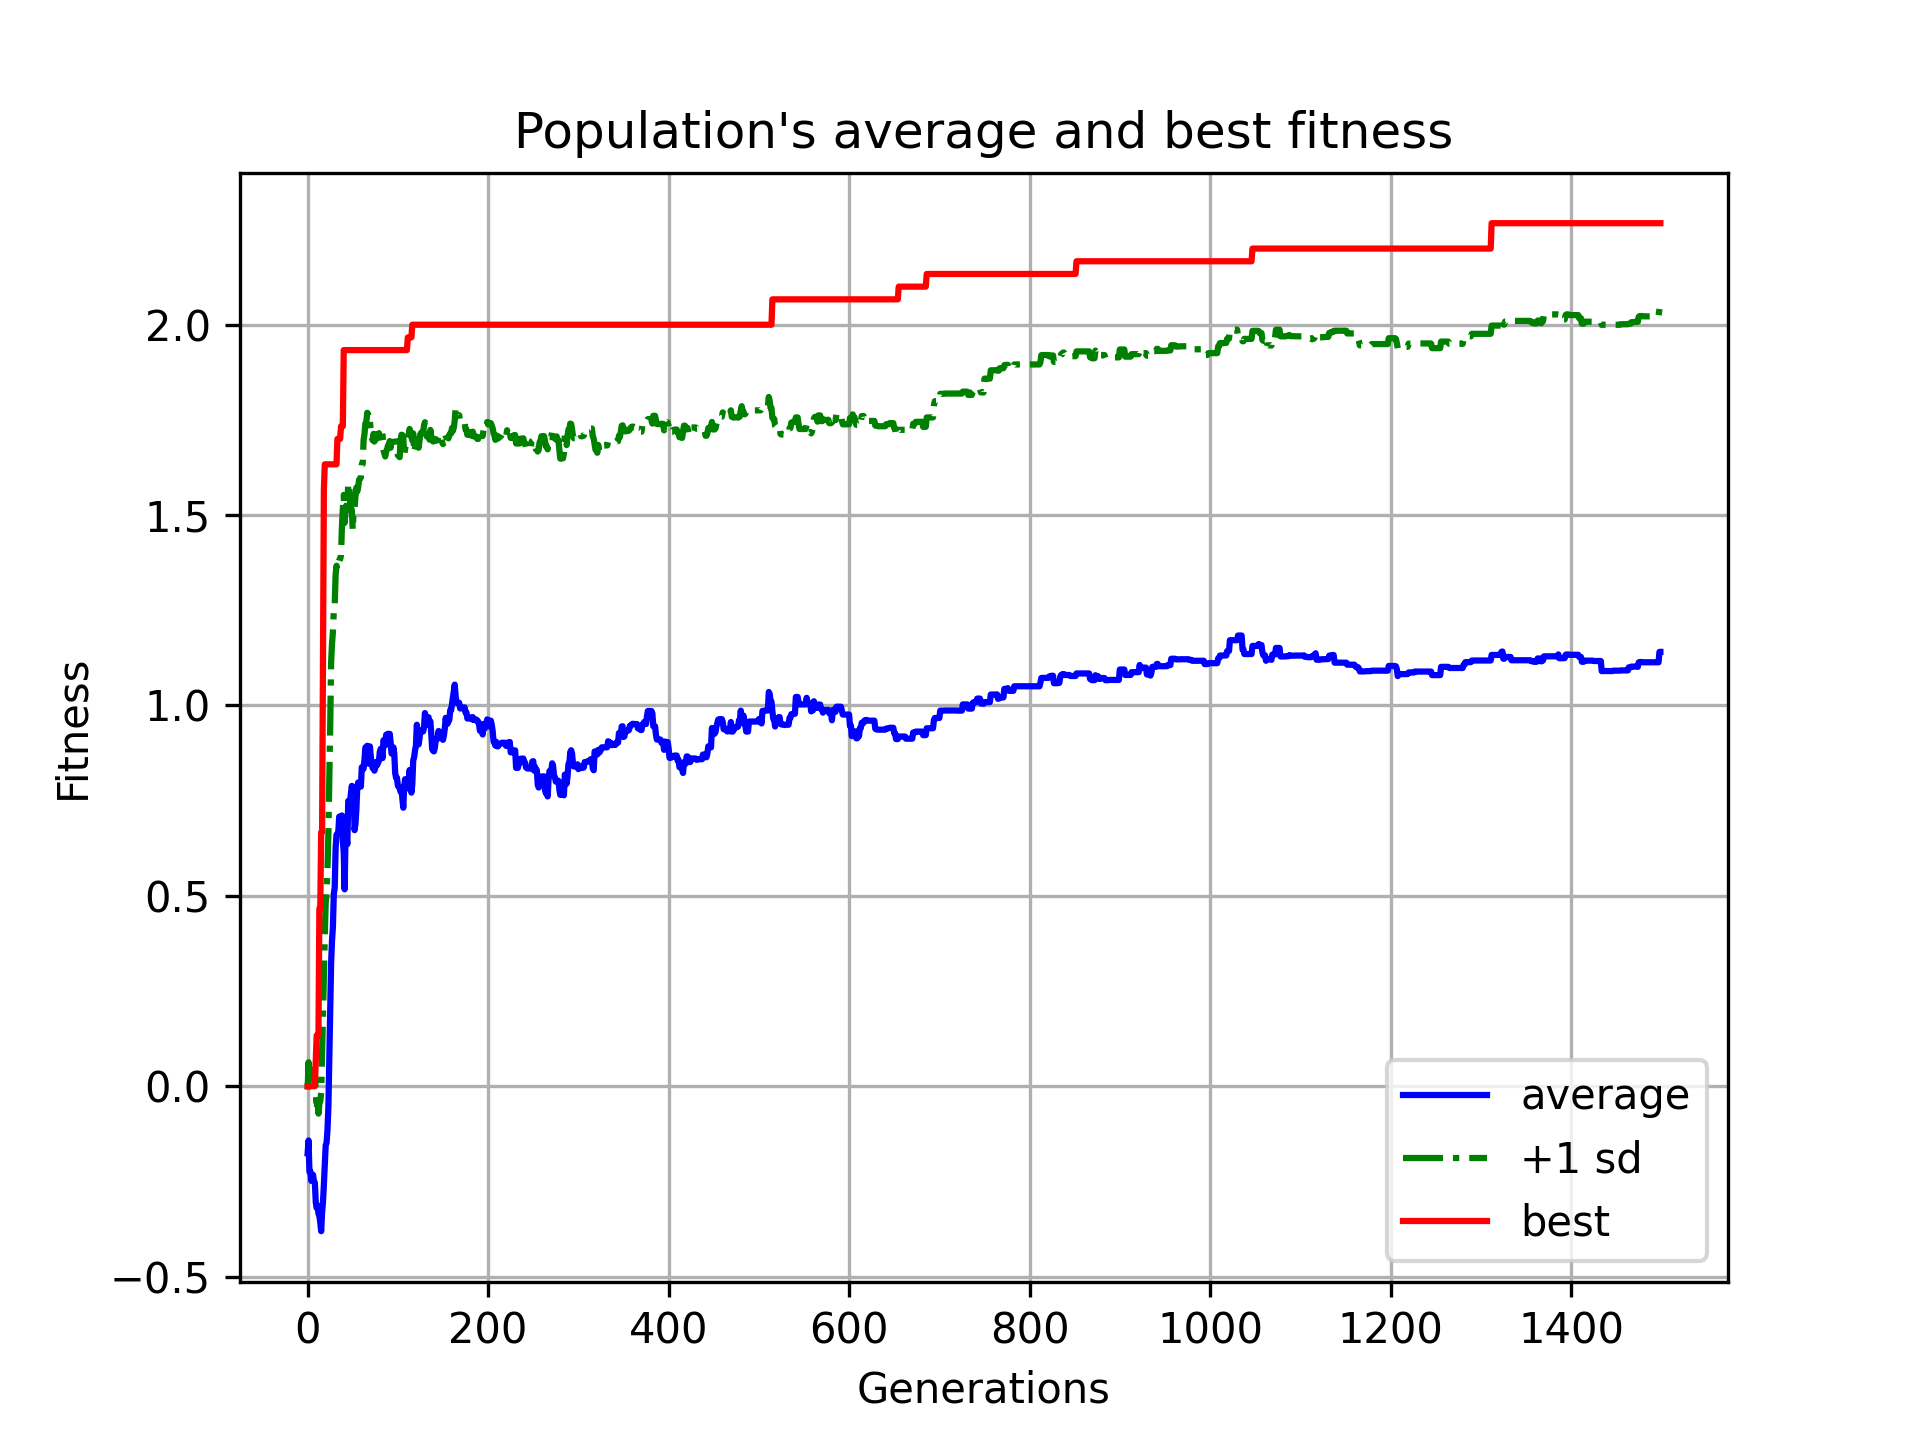 Population's average and best fitness
Fitness
2.0
1.5
1.0
0.5
0.0
−0.5
0 200 400 600 800 1000 1200 1400
Generations
average
+1 sd
best